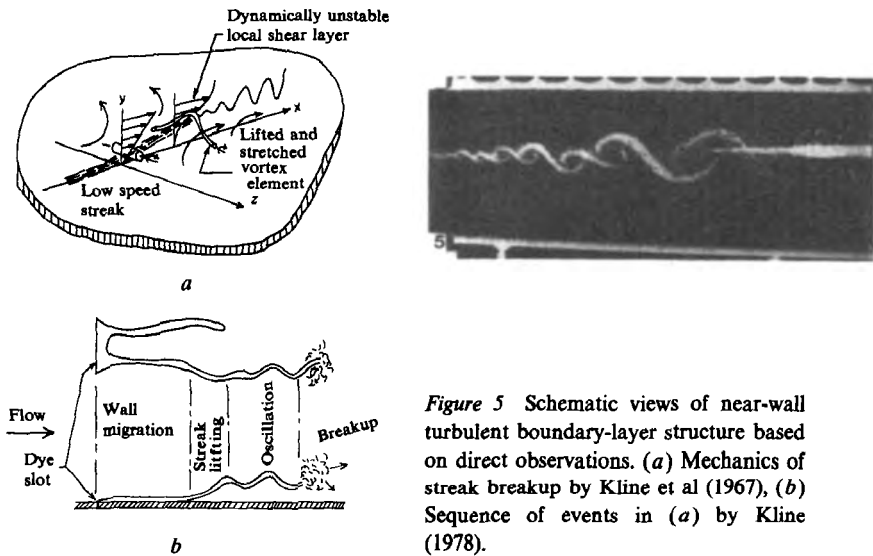 Dynamically unstable
local shear layer
y
x
Lifted and
stretched
vortex
element
Low speed
streak
z
a
5
Flow
Dye
slot
Wall
migration
Streak
litfting
Oscillation
Breakup
b
Figure 5 Schematic views of near-wall
turbulent boundary-layer structure based
on direct observations. (a) Mechanics of
streak breakup by Kline et al (1967), (b)
Sequence of events in (a) by Kline
(1978).